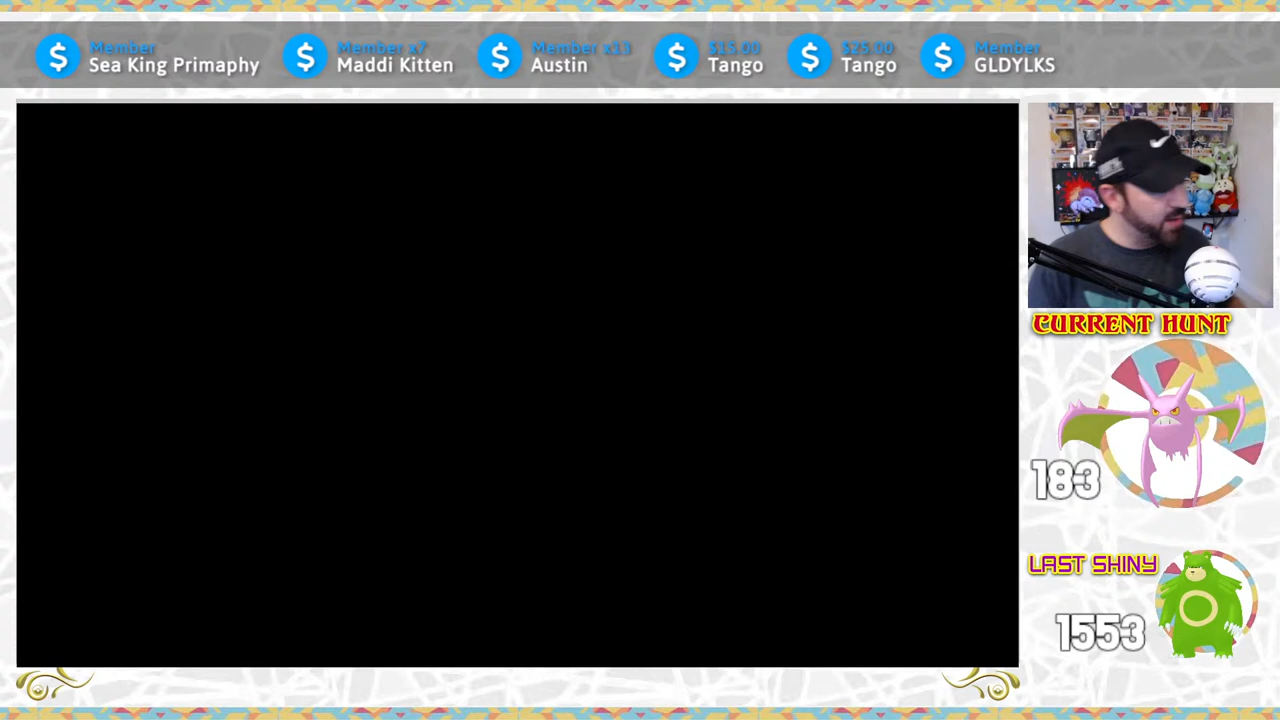 Member
Sea King Primaphy
Member x7
Maddi Kitten
Member x13
Austin
$15.00
Tango
$25.00
Tango
Member
GLDYLKS
CURRENT HUNT
183
LAST SHINY
1553